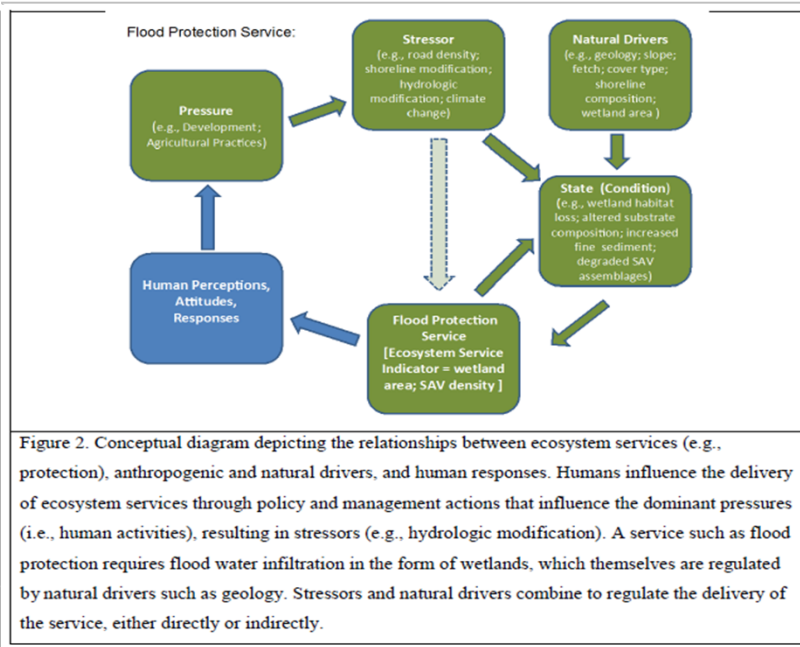 Flood Protection Service:
Stressor
(e.g., road density;
shoreline modification;
hydrologic
modification; climate
change)
Natural Drivers
(e.g., geology; slope;
fetch; cover type;
shoreline
composition;
wetland area )
Pressure
(e.g., Development;
Agricultural Practices)
State (Condition)
(e.g., wetland habitat
loss; altered substrate
composition; increased
fine sediment;
degraded SAV
assemblages)
Human Perceptions,
Attitudes,
Responses
Flood Protection
Service
[Ecosystem Service
Indicator = wetland
area; SAV density ]
Figure 2. Conceptual diagram depicting the relationships between ecosystem services (e.g.,
protection), anthropogenic and natural drivers, and human responses. Humans influence the delivery
of ecosystem services through policy and management actions that influence the dominant pressures
(i.e., human activities), resulting in stressors (e.g., hydrologic modification). A service such as flood
protection requires flood water infiltration in the form of wetlands, which themselves are regulated
by natural drivers such as geology. Stressors and natural drivers combine to regulate the delivery of
the service, either directly or indirectly.